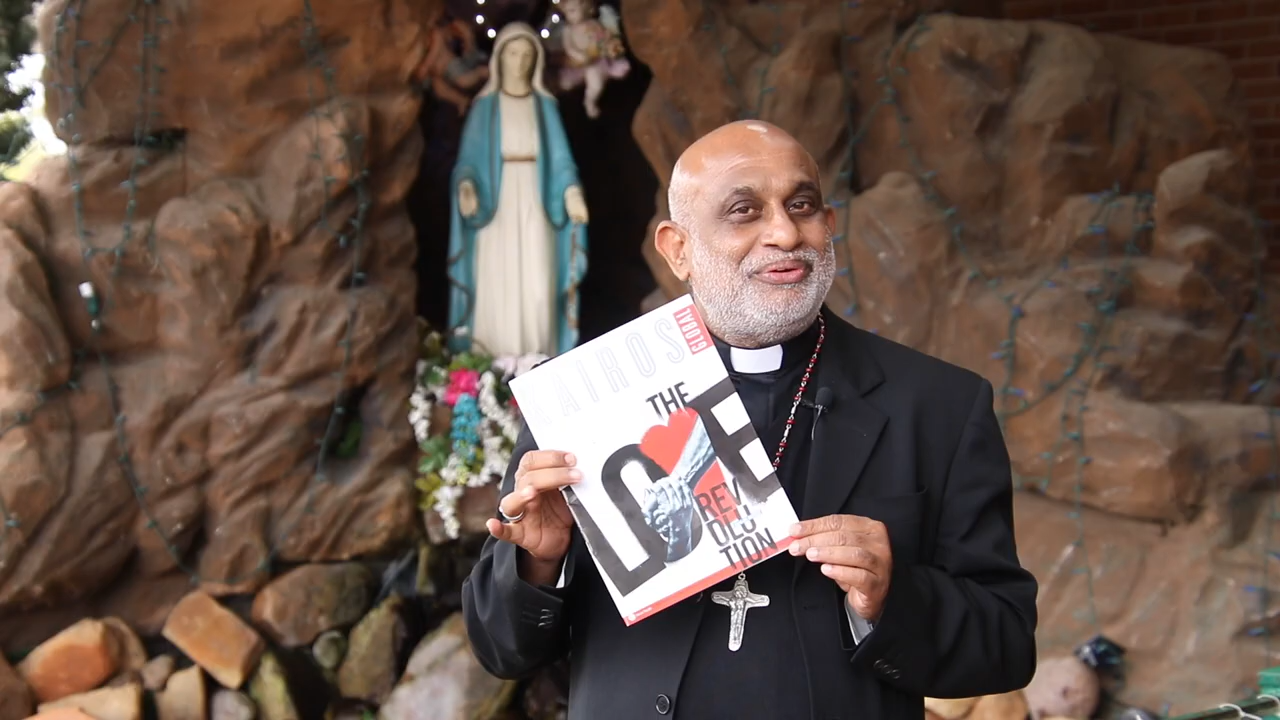 KAIROS
GLOBAL
THE
LOVE
REV
OLU
TION